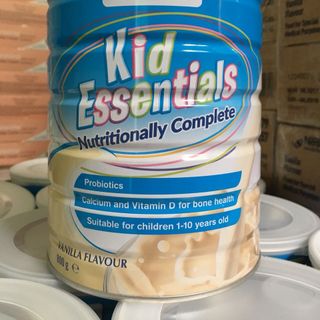 Kid
Essentials
Nutritionally Complete
Probiotics
Calcium and Vitamin D for bone health
Suitable for children 1-10 years old
VANILLA FLAVOUR
800 g